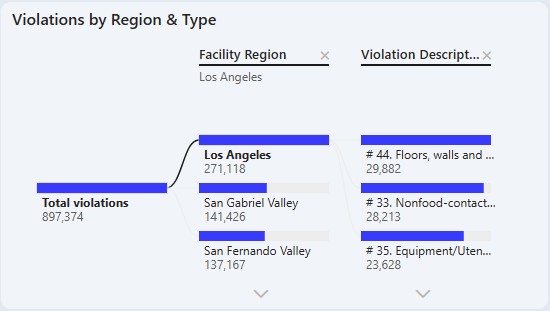 Violations by Region & Type
Facility Region
Los Angeles
Violation Descript...
Total violations
897,374
Los Angeles
271,118
San Gabriel Valley
141,426
San Fernando Valley
137,167
# 44. Floors, walls and ...
29,882
# 33. Nonfood-contact...
28,213
# 35. Equipment/Uten...
23,628